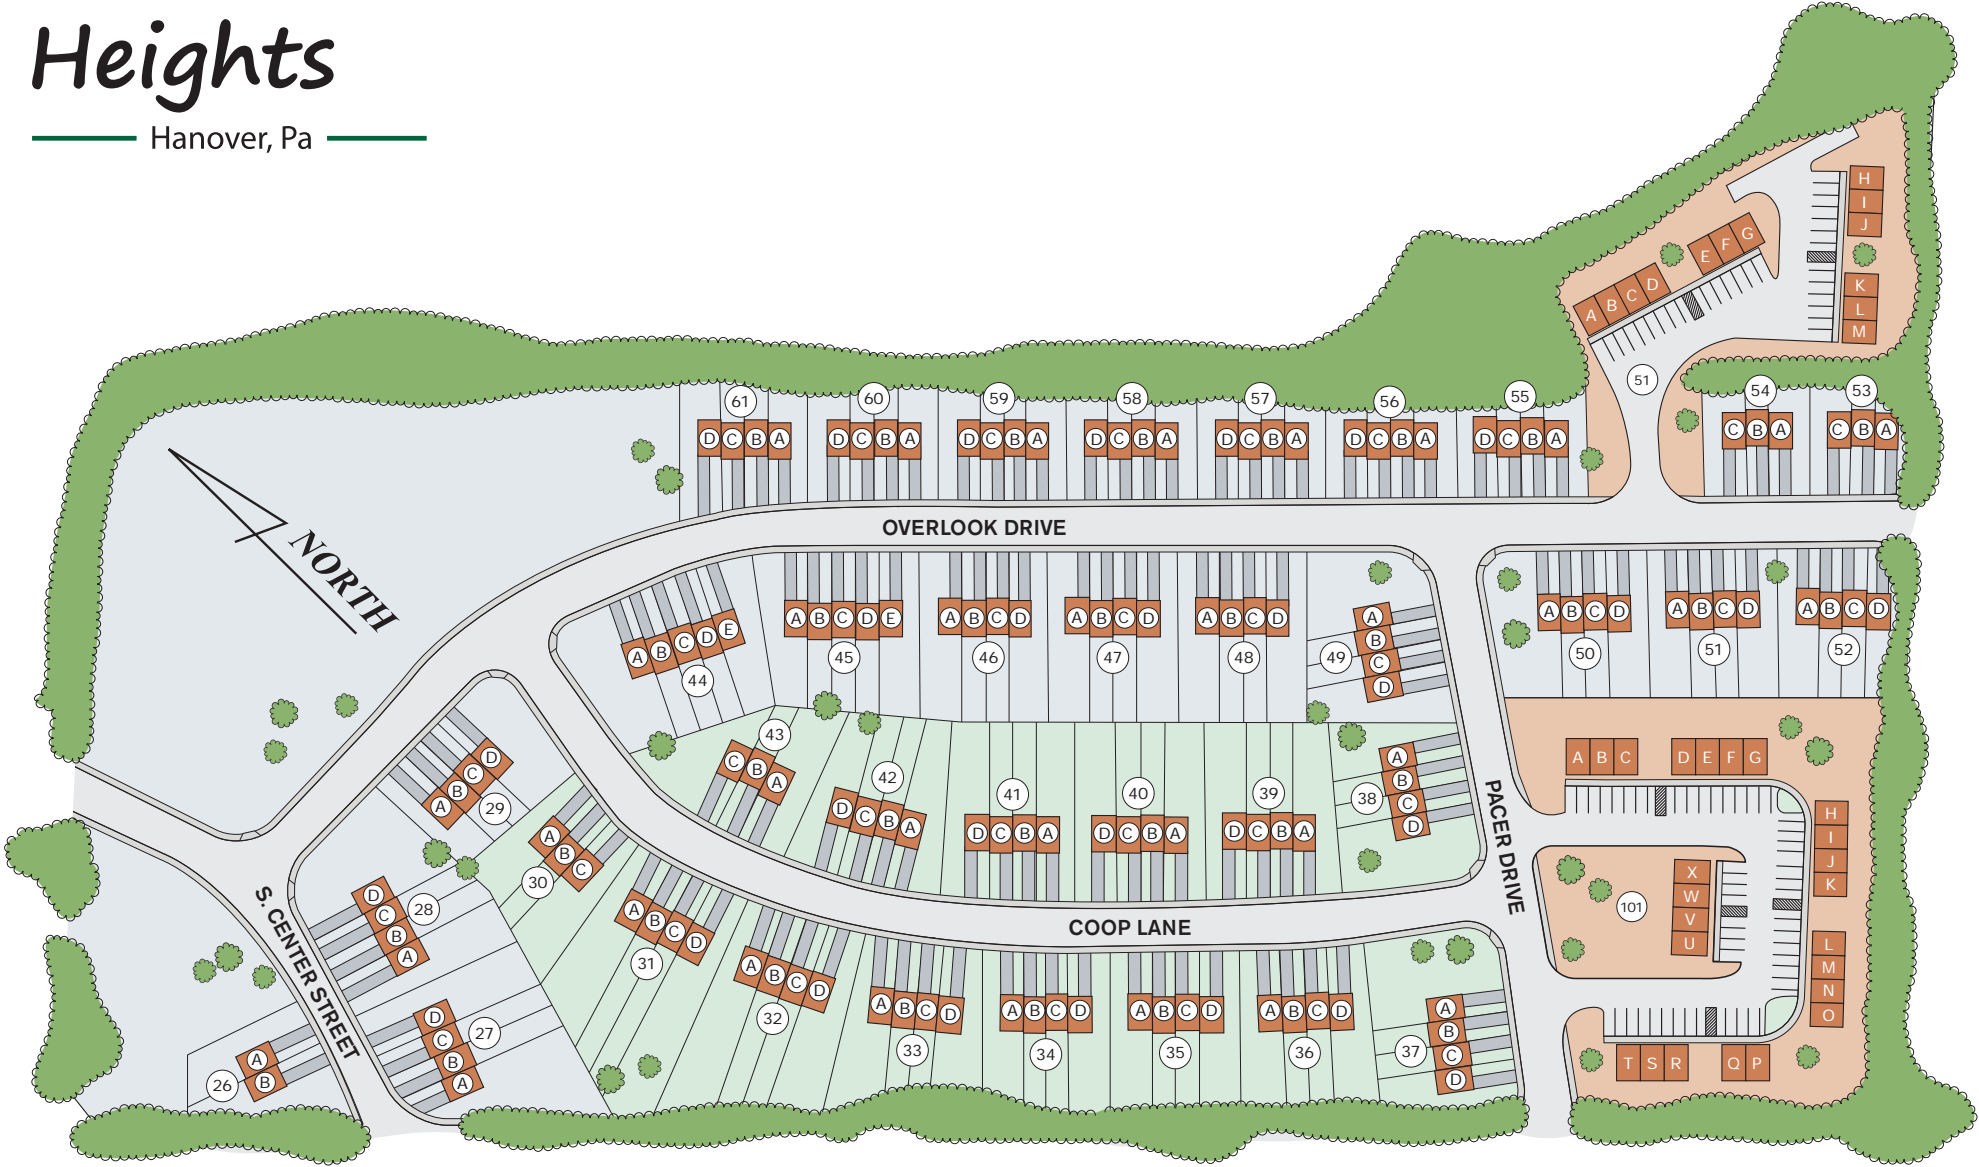 Heights
Hanover, Pa
NORTH
H
I
J
K
L
M
A B C D
E F G
51
61
D C B A
60
D C B A
59
D C B A
58
D C B A
57
D C B A
56
D C B A
55
D C B A
54
C B A
53
C B A
OVERLOOK DRIVE
A B C D E
44
A B C D E
45
A B C D
46
A B C D
47
A B C D
48
49
A
B
C
D
A B C D
50
A B C D
51
A B C D
52
43
C B A
42
D C B A
41
D C B A
40
D C B A
39
D C B A
38
A
B
C
D
PACER DRIVE
A B C
D E F G
H
I
J
K
L
M
N
O
X
W
V
U
101
T S R
Q P
A B C D
29
A B C
30
COOP LANE
D
C
B
A
28
S. CENTER STREET
D
C
B
A
27
A
B
26
A B C D
31
A B C D
32
A B C D
33
A B C D
34
A B C D
35
A B C D
36
37
A
B
C
D